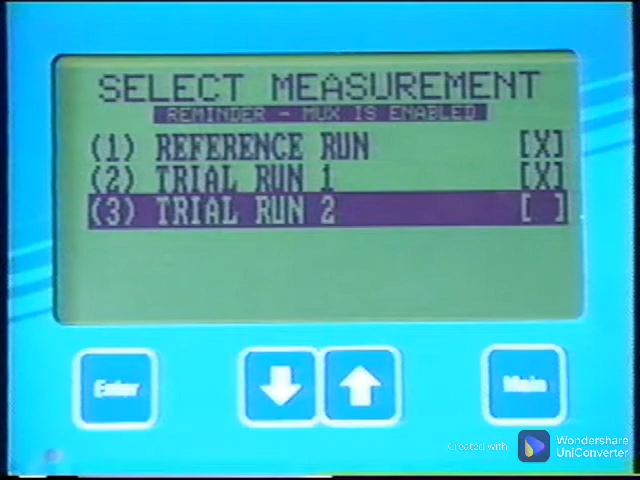 SELECT MEASUREMENT
REMINDER - MUX IS ENABLED
(1) REFERENCE RUN [X]
(2) TRIAL RUN 1 [X]
(3) TRIAL RUN 2 [ ]
Enter
Main
Created with
Wondershare
UniConverter